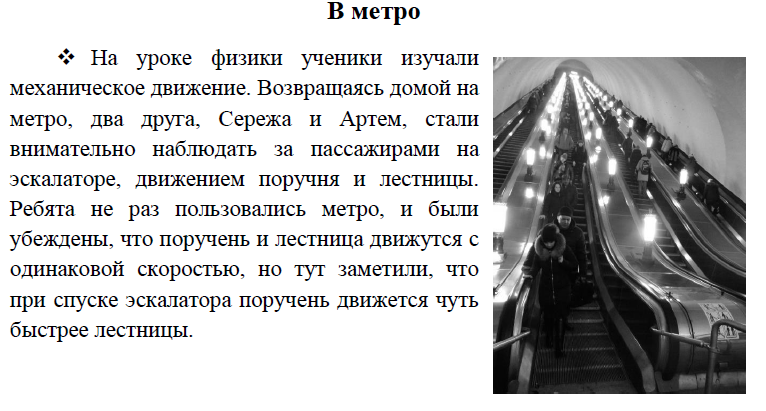 В метро
❖ На уроке физики ученики изучали
механическое движение. Возвращаясь домой на
метро, два друга, Сережа и Артем, стали
внимательно наблюдать за пассажирами на
эскалаторе, движением поручня и лестницы.
Ребята не раз пользовались метро, и были
убеждены, что поручень и лестница движутся с
одинаковой скоростью, но тут заметили, что
при спуске эскалатора поручень движется чуть
быстрее лестницы.